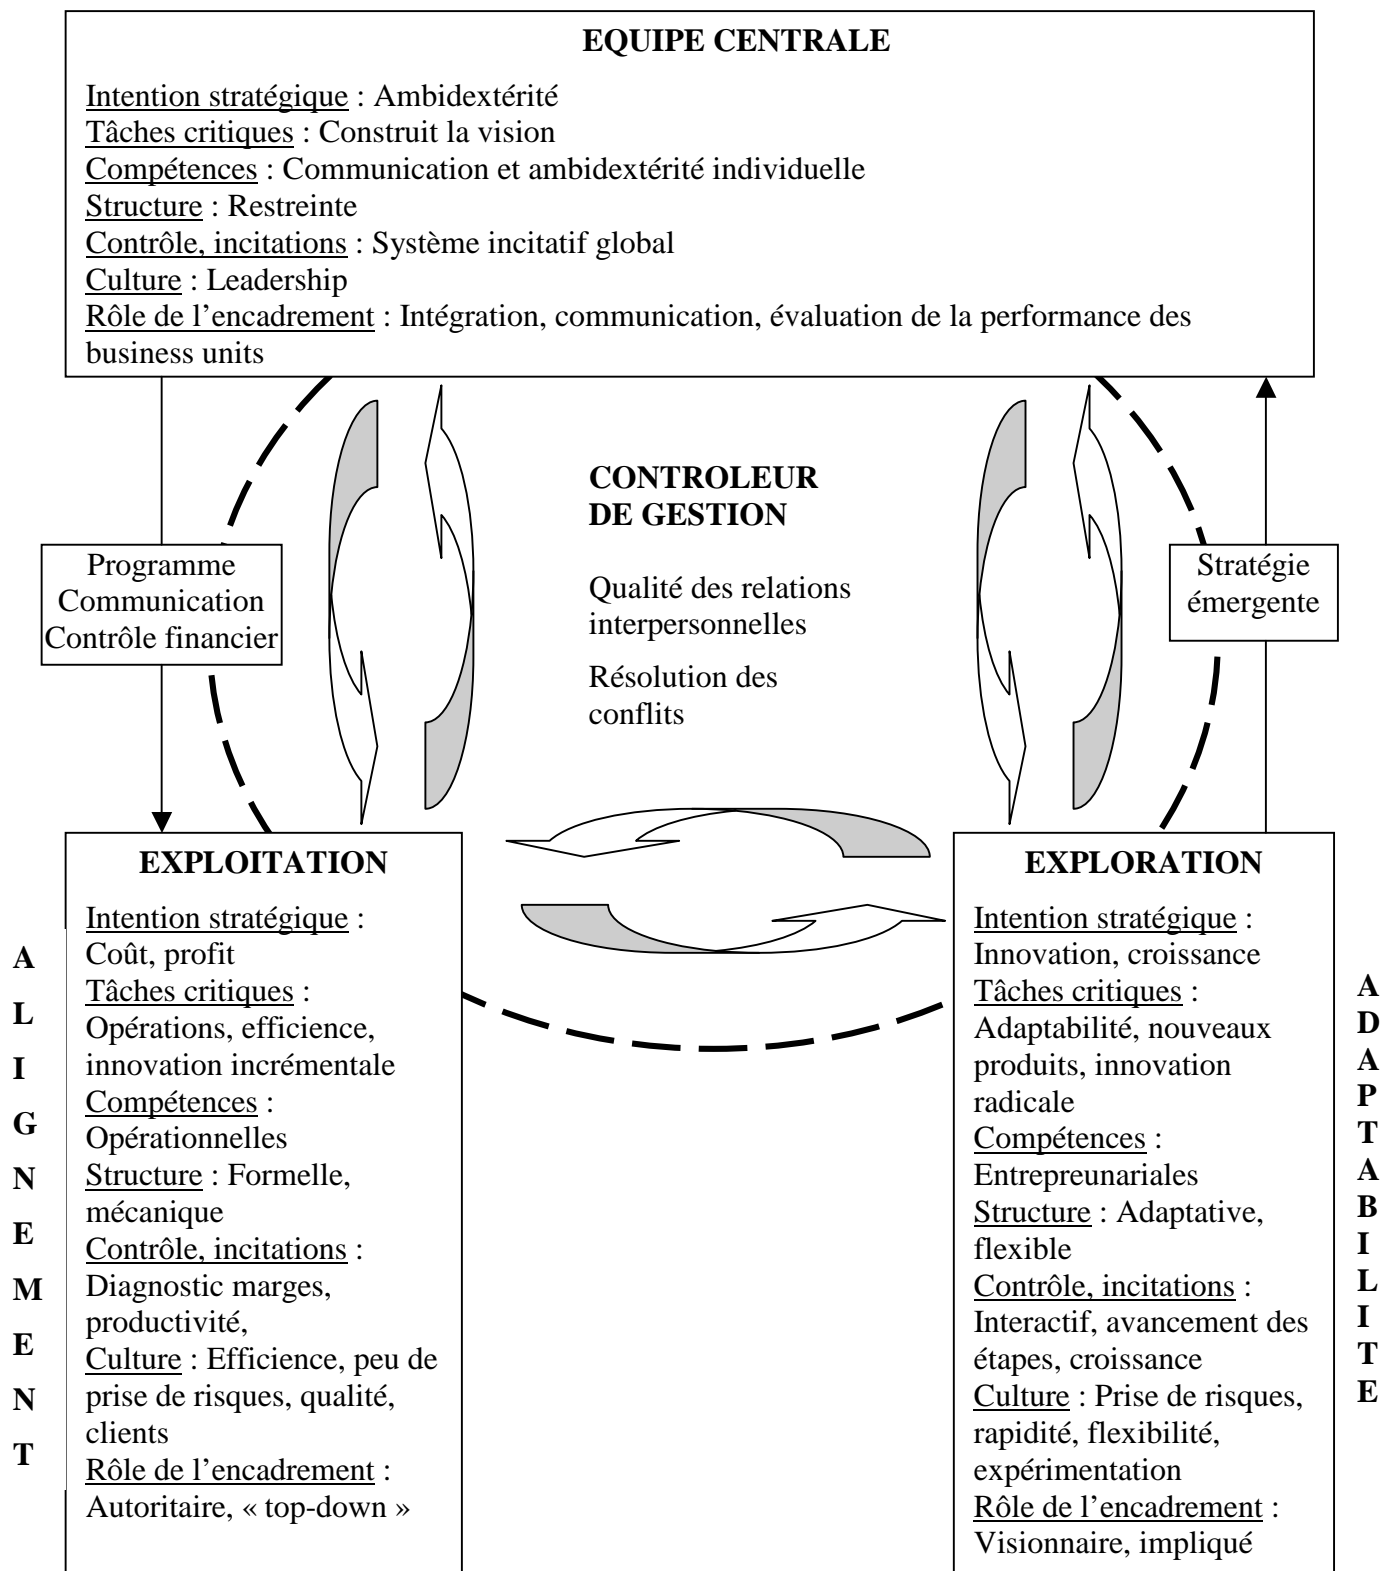 EQUIPE CENTRALE
Intention stratégique : Ambidextérité
Tâches critiques : Construit la vision
Compétences : Communication et ambidextérité individuelle
Structure : Restreinte
Contrôle, incitations : Système incitatif global
Culture : Leadership
Rôle de l’encadrement : Intégration, communication, évaluation de la performance des
business units
CONTROLEUR
DE GESTION
Qualité des relations
interpersonnelles
Résolution des
conflits
Programme
Communication
Contrôle financier
Stratégie
émergente
A
L
I
G
N
E
M
E
N
T
EXPLOITATION
Intention stratégique :
Coût, profit
Tâches critiques :
Opérations, efficience,
innovation incrémentale
Compétences :
Opérationnelles
Structure : Formelle,
mécanique
Contrôle, incitations :
Diagnostic marges,
productivité,
Culture : Efficience, peu de
prise de risques, qualité,
clients
Rôle de l’encadrement :
Autoritaire, « top-down »
EXPLORATION
Intention stratégique :
Innovation, croissance
Tâches critiques :
Adaptabilité, nouveaux
produits, innovation
radicale
Compétences :
Entrepreunariales
Structure : Adaptative,
flexible
Contrôle, incitations :
Interactif, avancement des
étapes, croissance
Culture : Prise de risques,
rapidité, flexibilité,
expérimentation
Rôle de l’encadrement :
Visionnaire, impliqué
A
D
A
P
T
A
B
I
L
I
T
E